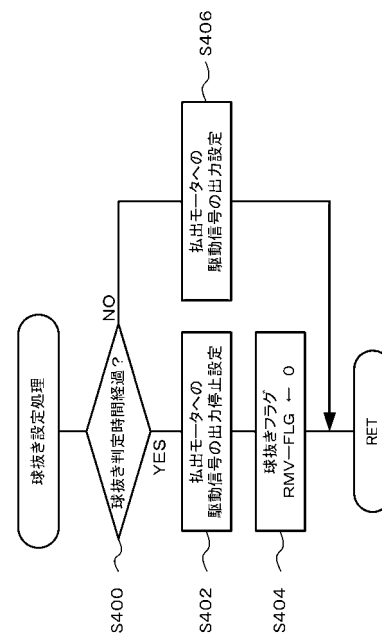 球抜き設定処理
S400
球抜き判定時間経過？
NO
YES
S402
払出モータへの
駆動信号の出力停止設定
S406
払出モータへの
駆動信号の出力設定
S404
球抜きフラグ
RMV－FLG ← 0
RET